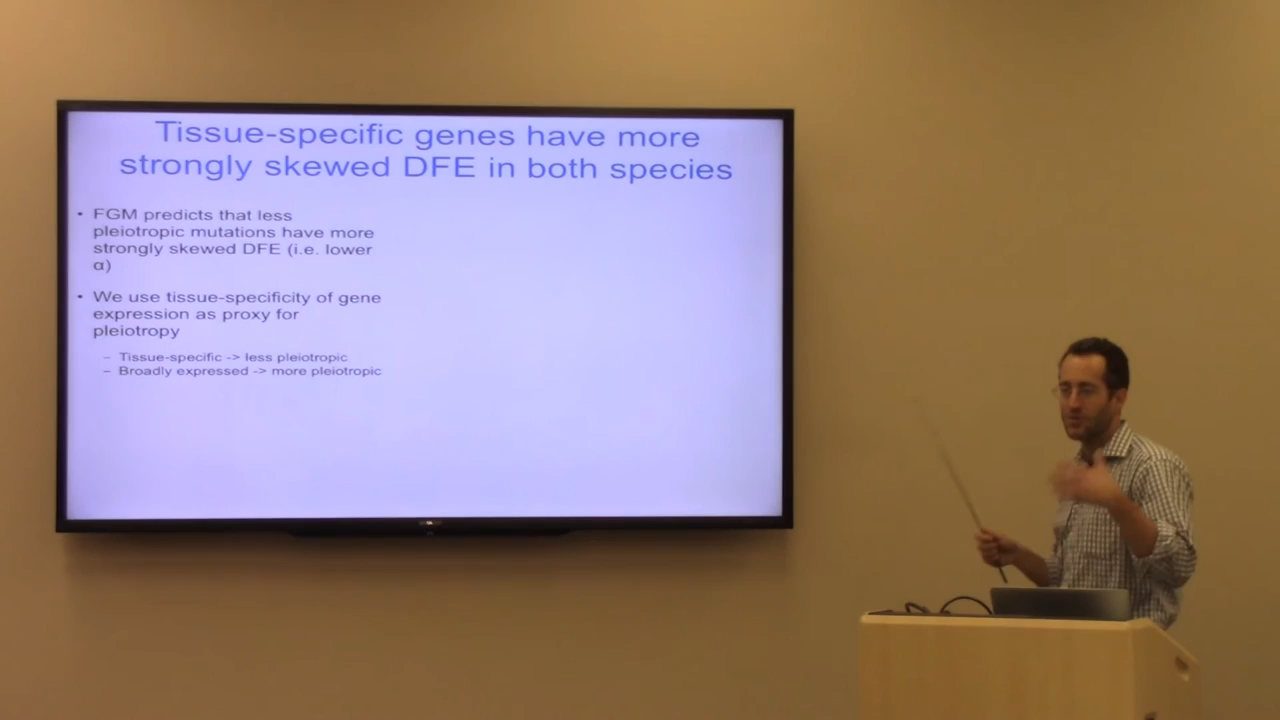 Tissue-specific genes have more
strongly skewed DFE in both species
• FGM predicts that less
pleiotropic mutations have more
strongly skewed DFE (i.e. lower
α)
• We use tissue-specificity of gene
expression as proxy for
pleiotropy
– Tissue-specific -> less pleiotropic
– Broadly expressed -> more pleiotropic